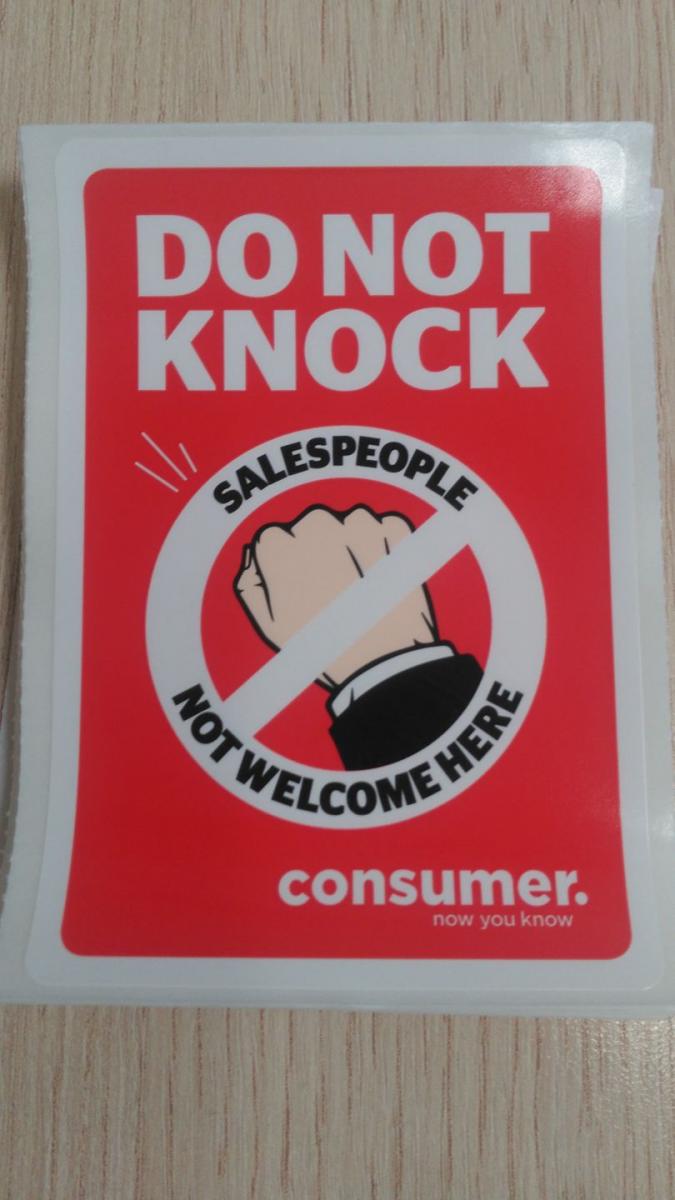 DO NOT
KNOCK
SALESPEOPLE
NOT WELCOME HERE
consumer.
now you know